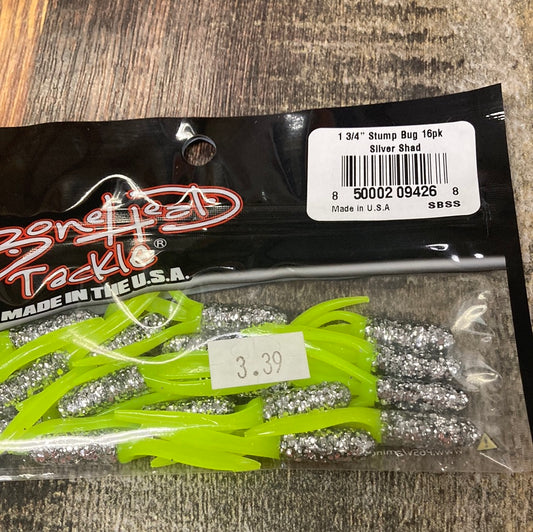 1 3/4" Stump Bug 16pk
Silver Shad
8 50002 09426 8
Made in U.S.A
SBSS
BoneHead
Tackle®
MADE IN THE U.S.A.
3.39